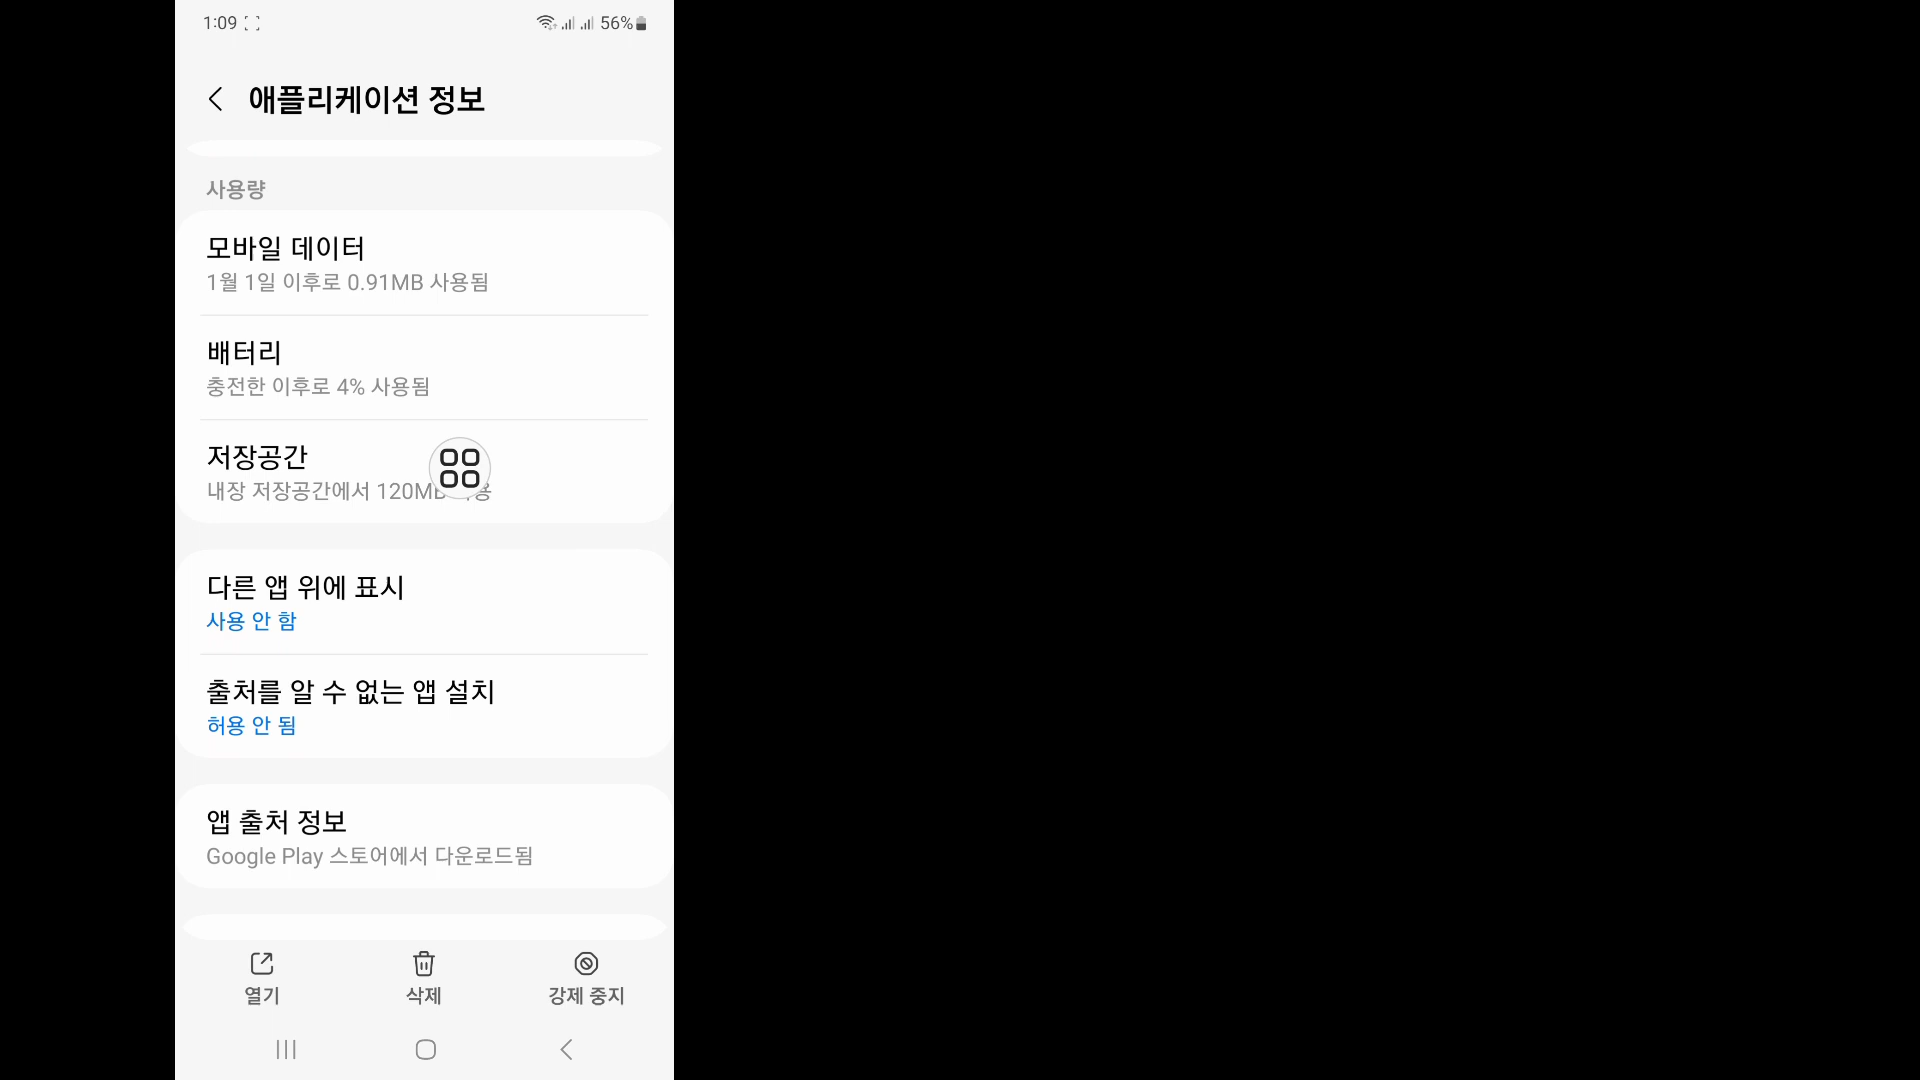 1:09 56%
애플리케이션 정보
사용량
모바일 데이터
1월 1일 이후로 0.91MB 사용됨
배터리
충전한 이후로 4% 사용됨
저장공간
내장 저장공간에서 120MB
다른 앱 위에 표시
사용 안 함
출처를 알 수 없는 앱 설치
허용 안 됨
앱 출처 정보
Google Play 스토어에서 다운로드됨
열기 삭제 강제 중지